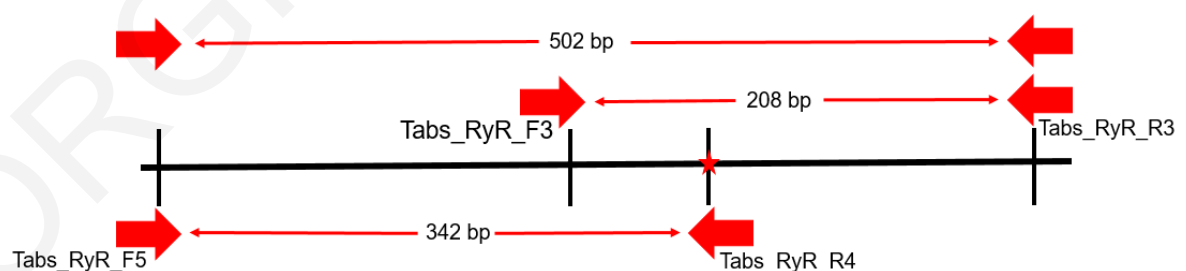 502 bp
208 bp
Tabs_RyR_F3
Tabs_RyR_R3
342 bp
Tabs_RyR_F5
Tabs_RyR_R4